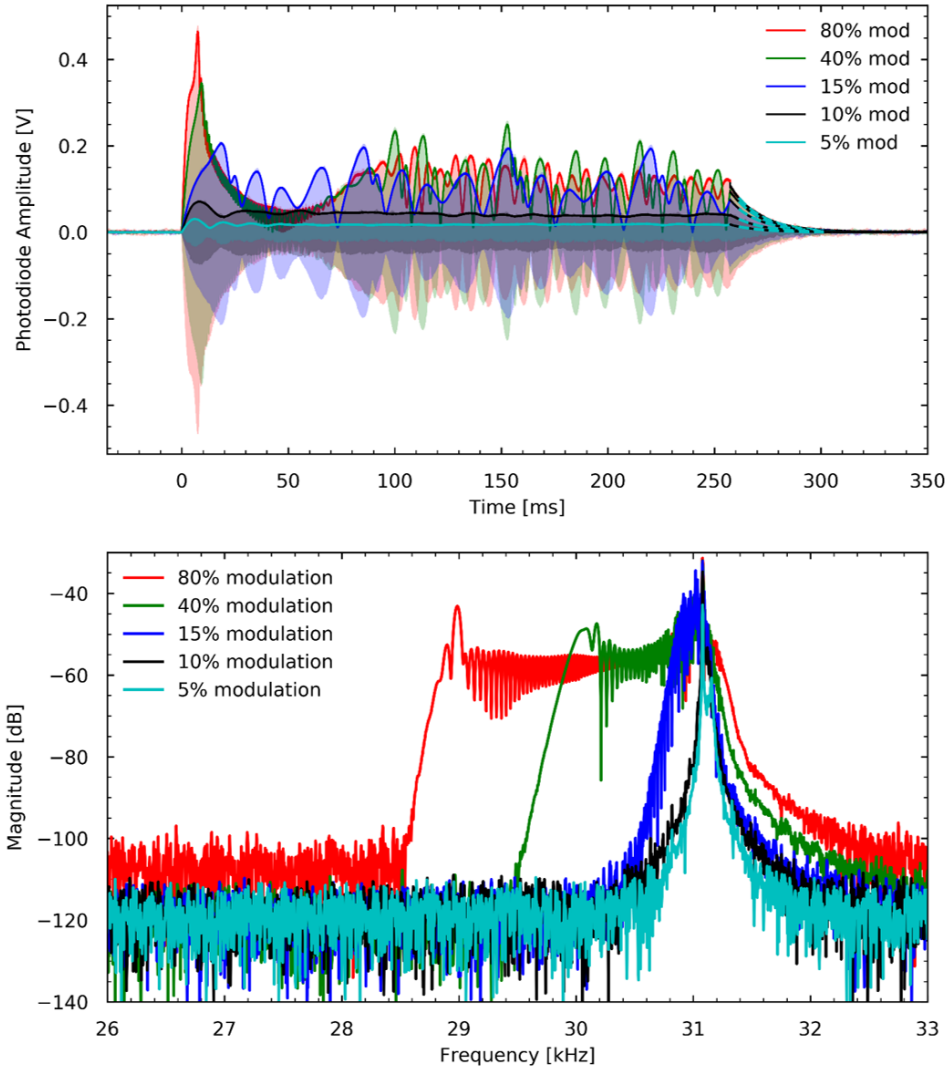 0.4
0.2
0.0
−0.2
−0.4
Photodiode Amplitude [V]
80% mod
40% mod
15% mod
10% mod
5% mod
0 50 100 150 200 250 300 350
Time [ms]
−40
−60
−80
−100
−120
−140
Magnitude [dB]
80% modulation
40% modulation
15% modulation
10% modulation
5% modulation
26 27 28 29 30 31 32 33
Frequency [kHz]